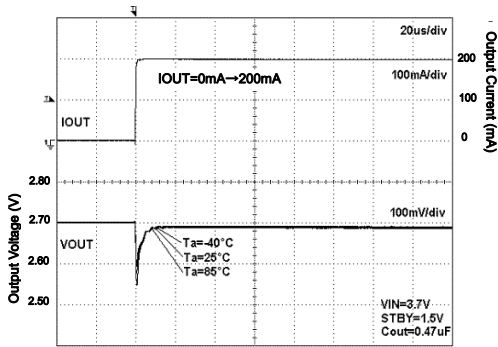 20us/div
100mA/div
IOUT=0mA→200mA
IOUT
200
100
0
Output Current (mA)
2.80
2.70
2.60
2.50
Output Voltage (V)
100mV/div
VOUT
Ta=-40°C
Ta=25°C
Ta=85°C
VIN=3.7V
STBY=1.5V
Cout=0.47uF